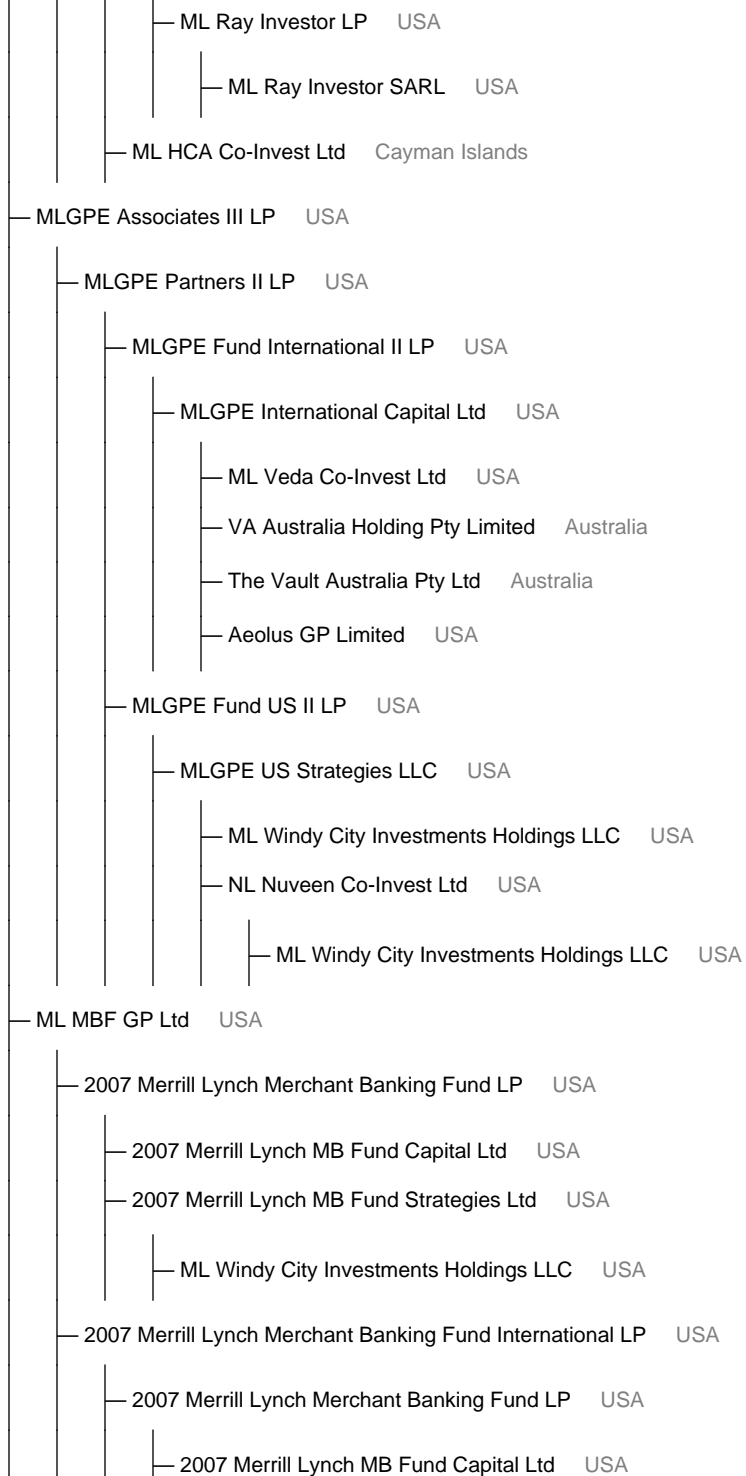 ML Ray Investor LP USA
ML Ray Investor SARL USA
ML HCA Co-Invest Ltd Cayman Islands
MLGPE Associates III LP USA
MLGPE Partners II LP USA
MLGPE Fund International II LP USA
MLGPE International Capital Ltd USA
ML Veda Co-Invest Ltd USA
VA Australia Holding Pty Limited Australia
The Vault Australia Pty Ltd Australia
Aeolus GP Limited USA
MLGPE Fund US II LP USA
MLGPE US Strategies LLC USA
ML Windy City Investments Holdings LLC USA
NL Nuveen Co-Invest Ltd USA
ML Windy City Investments Holdings LLC USA
ML MBF GP Ltd USA
2007 Merrill Lynch Merchant Banking Fund LP USA
2007 Merrill Lynch MB Fund Capital Ltd USA
2007 Merrill Lynch MB Fund Strategies Ltd USA
ML Windy City Investments Holdings LLC USA
2007 Merrill Lynch Merchant Banking Fund International LP USA
2007 Merrill Lynch Merchant Banking Fund LP USA
2007 Merrill Lynch MB Fund Capital Ltd USA